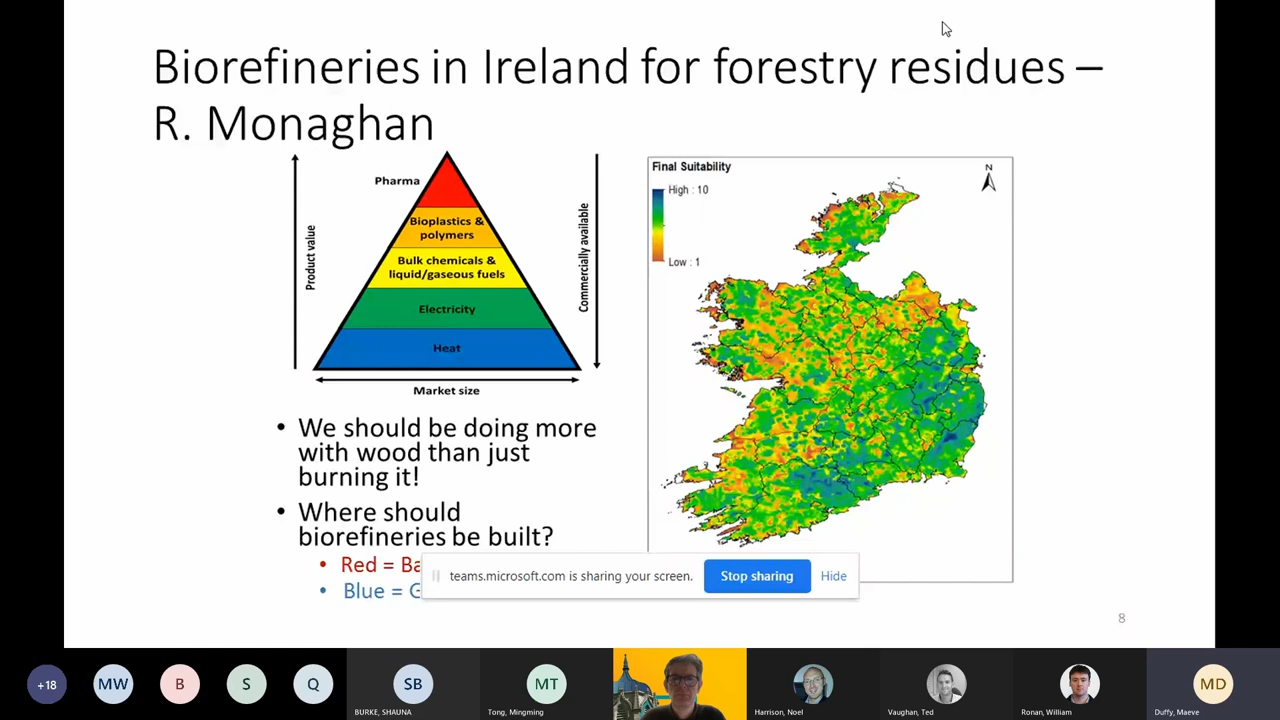 Biorefineries in Ireland for forestry residues –
R. Monaghan
Pharma
Bioplastics &
polymers
Bulk chemicals &
liquid/gaseous fuels
Electricity
Heat
Product value
Commercially available
Market size
Final Suitability
High : 10
Low : 1
N
• We should be doing more
with wood than just
burning it!
• Where should
biorefineries be built?
• Red = Ba
• Blue = G
teams.microsoft.com is sharing your screen.
Stop sharing
Hide
8
+18
MW
B
S
Q
SB
MT
MD
BURKE, SHAUNA
Tong, Mingming
Harrison, Noel
Vaughan, Ted
Ronan, William
Duffy, Maeve